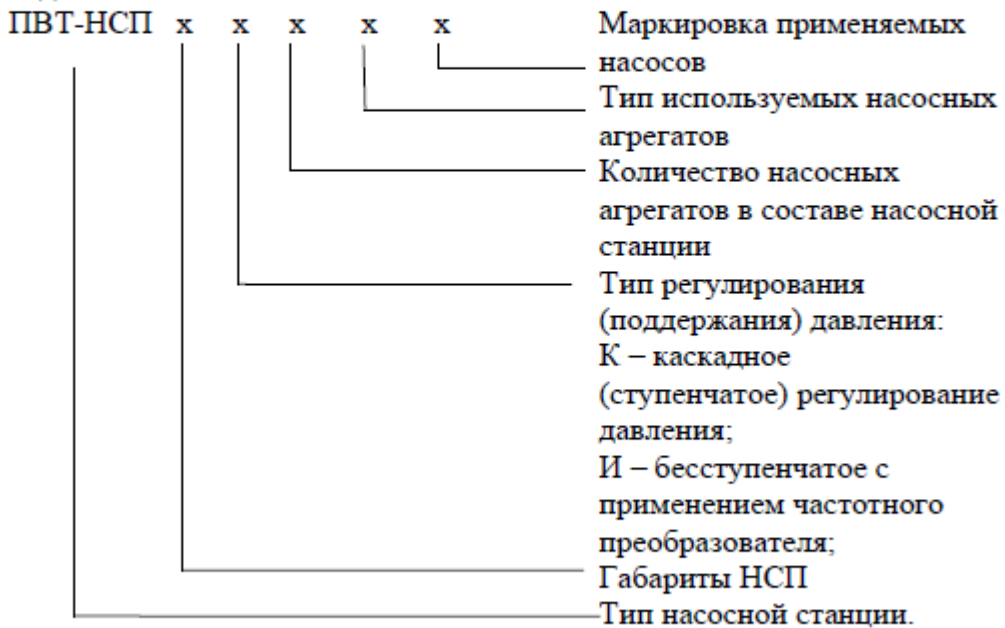 ПВТ-НСП х х х х х
Маркировка применяемых
насосов
Тип используемых насосных
агрегатов
Количество насосных
агрегатов в составе насосной
станции
Тип регулирования
(поддержания) давления:
К – каскадное
(ступенчатое) регулирование
давления;
И – бесступенчатое с
применением частотного
преобразователя;
Габариты НСП
Тип насосной станции.